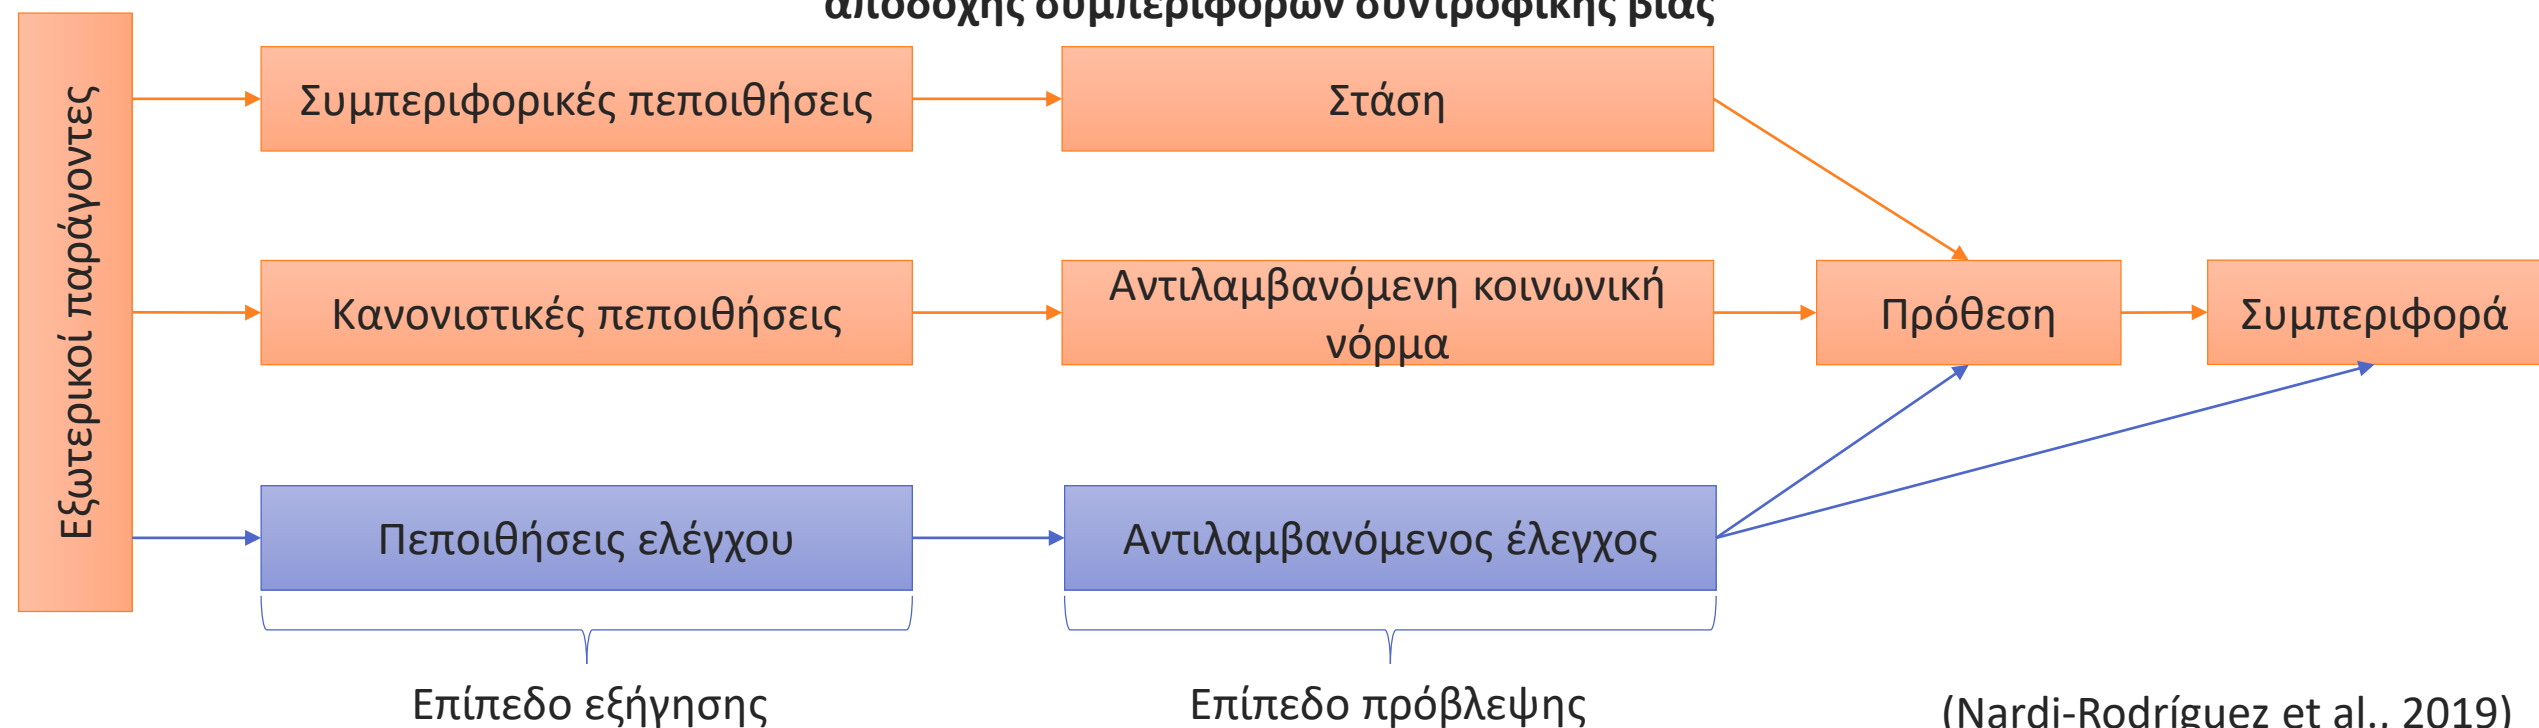 αποδοχής συμπεριφορών συντροφικής βίας
Εξωτερικοί παράγοντες
Συμπεριφορικές πεποιθήσεις
Στάση
Κανονιστικές πεποιθήσεις
Αντιλαμβανόμενη κοινωνική
νόρμα
Πρόθεση
Συμπεριφορά
Πεποιθήσεις ελέγχου
Αντιλαμβανόμενος έλεγχος
Επίπεδο εξήγησης
Επίπεδο πρόβλεψης
(Nardi-Rodríguez et al., 2019)